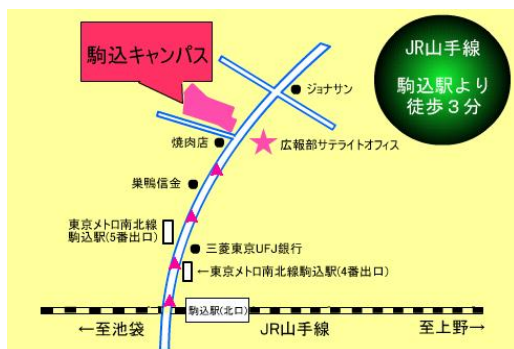 駒込キャンパス
JR山手線
駒込駅より
徒歩３分
ジョナサン
焼肉店
広報部サテライトオフィス
巣鴨信金
東京メトロ南北線
駒込駅(5番出口)
三菱東京UFJ銀行
←東京メトロ南北線駒込駅(4番出口)
駒込駅(北口)
←至池袋
JR山手線
至上野→